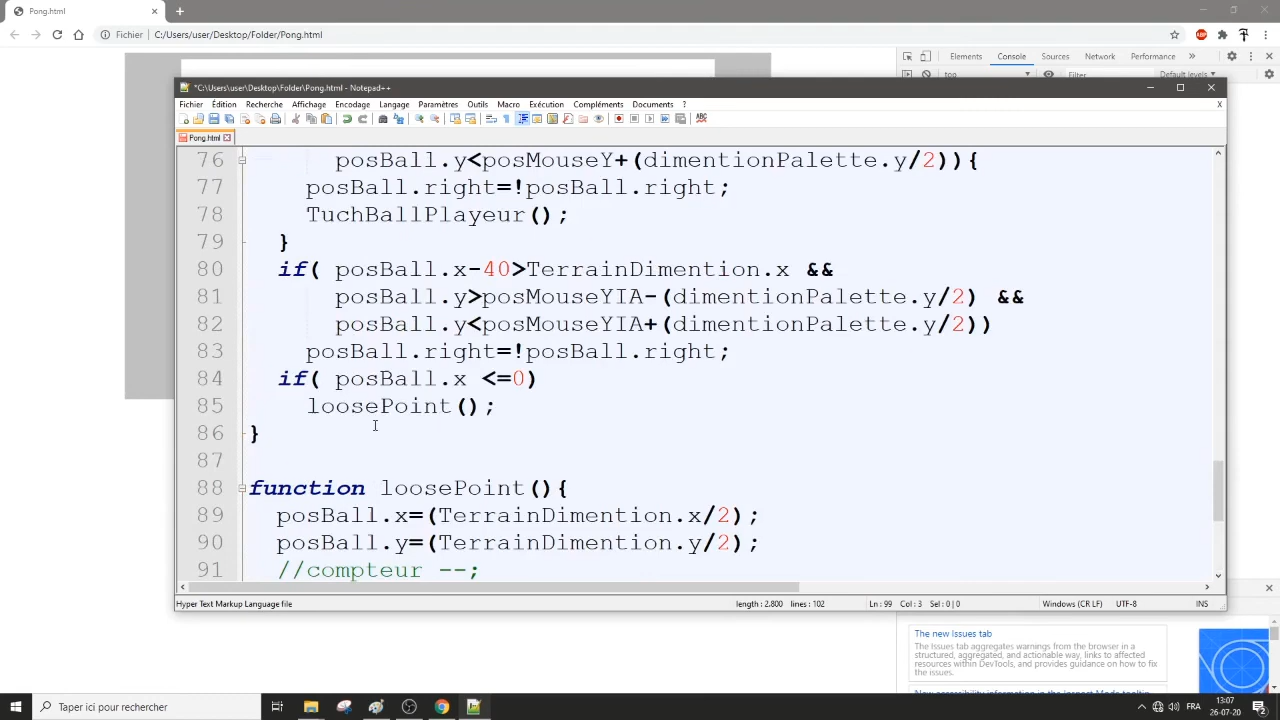 Pong.html
Fichier
C:/Users/user/Desktop/Folder/Pong.html
Elements
Console
Sources
Network
Performance
top
Filter
Default levels
*C:\Users\user\Desktop\Folder\Pong.html - Notepad++
Fichier Édition Recherche Affichage Encodage Langage Paramètres Outils Macro Exécution Compléments Documents ?
X
Pong.html
76 posBall.y<posMouseY+(dimentionPalette.y/2)){
77 posBall.right=!posBall.right;
78 TuchBallPlayeur();
79 }
80 if( posBall.x-40>TerrainDimention.x &&
81 posBall.y>posMouseYIA-(dimentionPalette.y/2) &&
82 posBall.y<posMouseYIA+(dimentionPalette.y/2))
83 posBall.right=!posBall.right;
84 if( posBall.x <=0)
85 loosePoint();
86 }
87
88 function loosePoint(){
89 posBall.x=(TerrainDimention.x/2);
90 posBall.y=(TerrainDimention.y/2);
91 //compteur --;
Hyper Text Markup Language file
length : 2.800 lines : 102
Ln : 99 Col : 3 Sel : 0 | 0
Windows (CR LF)
UTF-8
INS
The new Issues tab
The Issues tab aggregates warnings from the browser in a
structured, aggregated, and actionable way, links to affected
resources within DevTools, and provides guidance on how to fix
the issues.
Taper ici pour rechercher
FRA
13:07
26-07-20
2